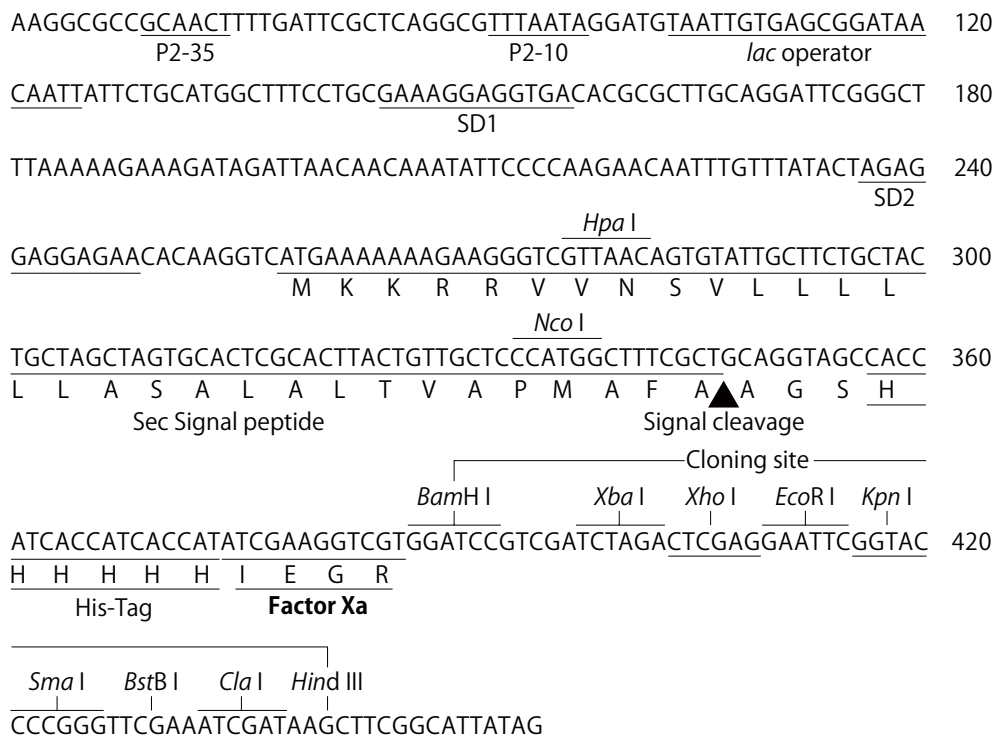 AAGGCGCCGCAACTTTTGATTCGCTCAGGCGTTTAATAGGATGTAATTGTGAGCGGATAA 120
P2-35 P2-10 lac operator
CAATTATTCTGCATGGCTTTCCTGCGAAAGGAGGTGACACGCGCTTGCAGGATTCGGGCT 180
SD1
TTAAAAAGAAAGATAGATTAACAACAAATATTCCCCAAGAACAATTTGTTTATACTAGAG 240
SD2
Hpa I
GAGGAGAACACAAGGTCATGAAAAAAAGAAGGGTCGTTAACAGTGTATTGCTTCTGCTAC 300
M K K R R V V N S V L L L L
Nco I
TGCTAGCTAGTGCACTCGCACTTACTGTTGCTCCCATGGCTTTCGCTGCAGGTAGCCACC 360
L L A S A L A L T V A P M A F A A G S H
Sec Signal peptide Signal cleavage
Cloning site
BamH I Xba I Xho I EcoR I Kpn I
ATCACCATCACCATATCGAAGGTCGTGGATCCGTCGATCTAGACTCGAGGAATTCGGTAC 420
H H H H H I E G R
His-Tag Factor Xa
Sma I BstB I Cla I Hind III
CCCGGGTTCGAAATCGATAAGCTTCGGCATTATAG